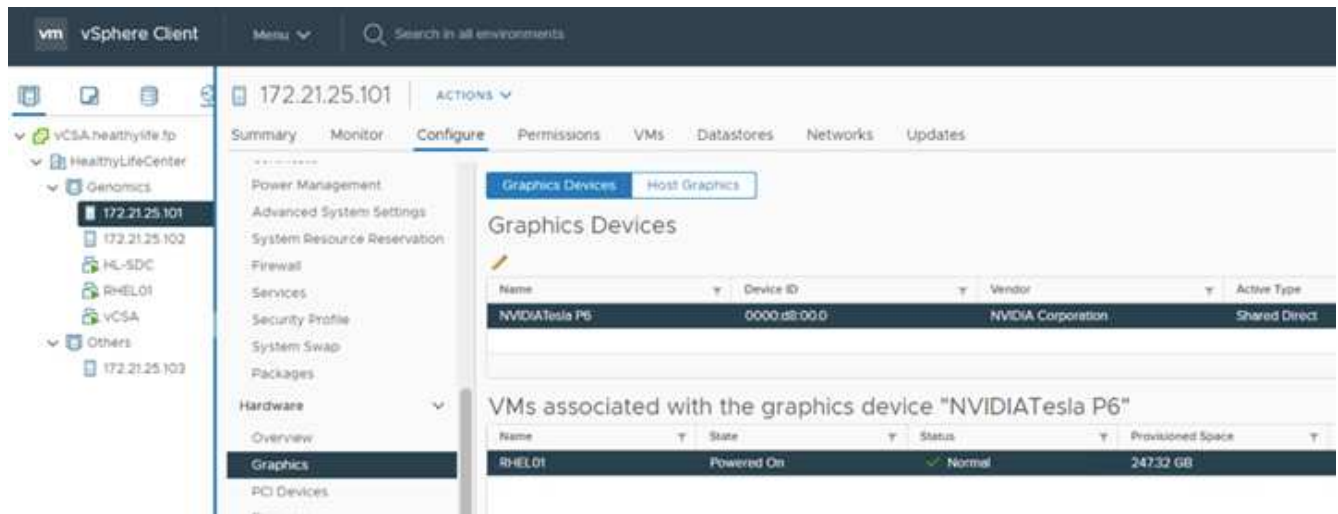 vm vSphere Client Menu Search in all environments
172.21.25.101 ACTIONS
vCSA.healthylife.fp
HealthyLifeCenter
Genomics
172.21.25.101
172.21.25.102
HL-SDC
RHEL01
vCSA
Others
172.21.25.103
Summary Monitor Configure Permissions VMs Datastores Networks Updates
Power Management
Advanced System Settings
System Resource Reservation
Firewall
Services
Security Profile
System Swap
Packages
Hardware
Overview
Graphics
PCI Devices
Graphics Devices Host Graphics
Graphics Devices
Name Device ID Vendor Active Type
NVIDIATesla P6 0000:d8:00.0 NVIDIA Corporation Shared Direct
VMs associated with the graphics device "NVIDIATesla P6"
Name State Status Provisioned Space
RHEL01 Powered On Normal 247.32 GB